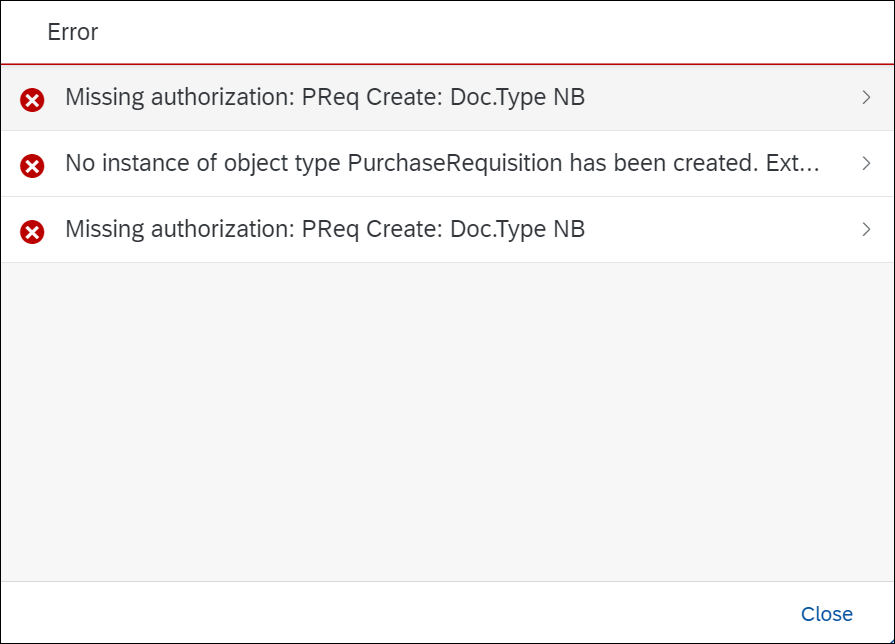 Error
Missing authorization: PReq Create: Doc.Type NB
No instance of object type PurchaseRequisition has been created. Ext...
Missing authorization: PReq Create: Doc.Type NB
Close